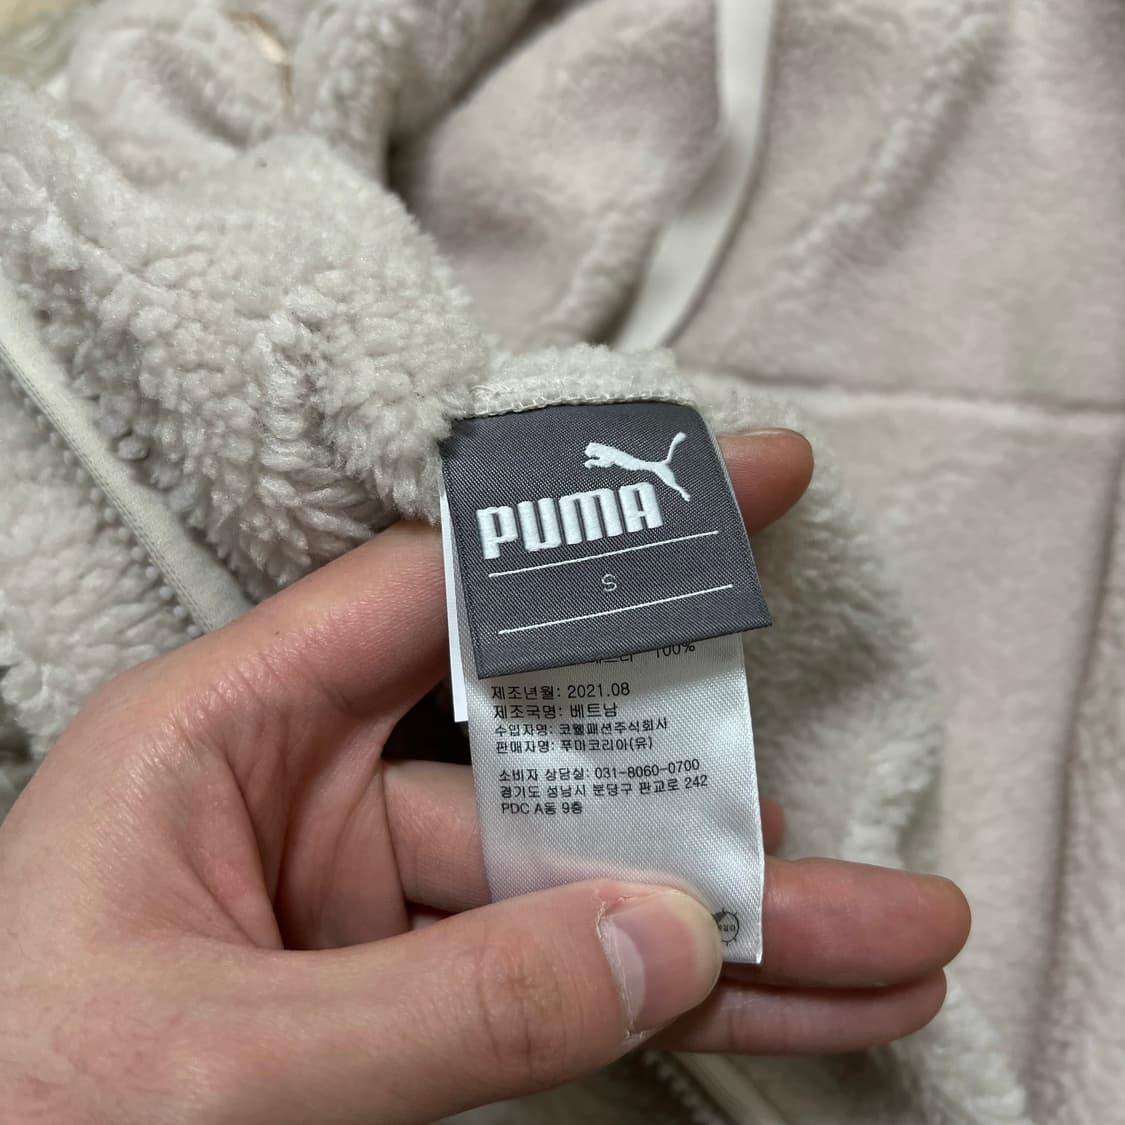 PUMA
S
100%
제조년월: 2021.08
제조국명: 베트남
수입자명: 코웰패션주식회사
판매자명: 푸마코리아(유)
소비자 상담실: 031-8060-0700
경기도 성남시 분당구 판교로 242
PDC A동 9층